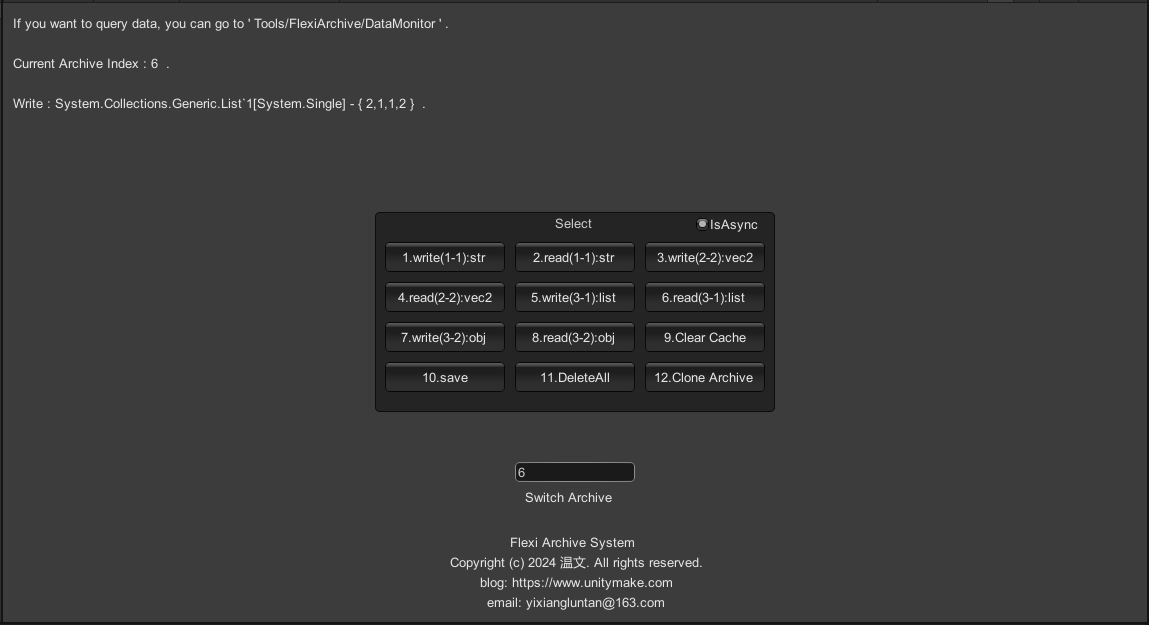 If you want to query data, you can go to ' Tools/FlexiArchive/DataMonitor ' .
Current Archive Index : 6  .
Write : System.Collections.Generic.List`1[System.Single] - { 2,1,1,2 }  .
Select IsAsync
1.write(1-1):str 2.read(1-1):str 3.write(2-2):vec2
4.read(2-2):vec2 5.write(3-1):list 6.read(3-1):list
7.write(3-2):obj 8.read(3-2):obj 9.Clear Cache
10.save 11.DeleteAll 12.Clone Archive
6
Switch Archive
Flexi Archive System
Copyright (c) 2024 温文. All rights reserved.
blog: https://www.unitymake.com
email: yixiangluntan@163.com